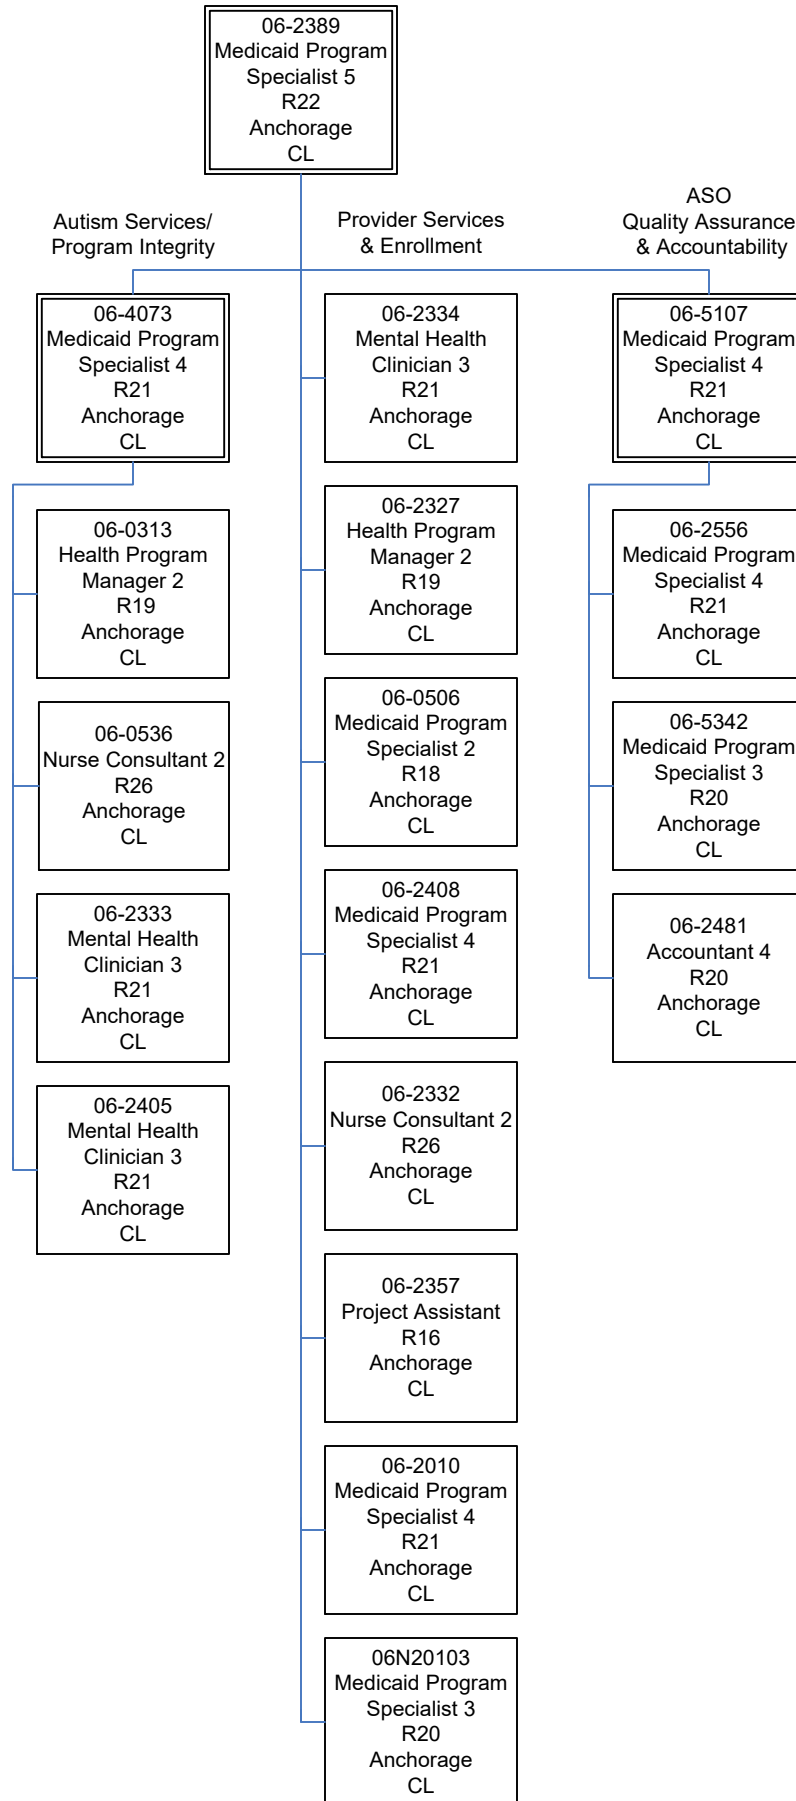 06-2389
Medicaid Program
Specialist 5
R22
Anchorage
CL
Autism Services/
Program Integrity
06-4073
Medicaid Program
Specialist 4
R21
Anchorage
CL
06-0313
Health Program
Manager 2
R19
Anchorage
CL
06-0536
Nurse Consultant 2
R26
Anchorage
CL
06-2333
Mental Health
Clinician 3
R21
Anchorage
CL
06-2405
Mental Health
Clinician 3
R21
Anchorage
CL
Provider Services
& Enrollment
06-2334
Mental Health
Clinician 3
R21
Anchorage
CL
06-2327
Health Program
Manager 2
R19
Anchorage
CL
06-0506
Medicaid Program
Specialist 2
R18
Anchorage
CL
06-2408
Medicaid Program
Specialist 4
R21
Anchorage
CL
06-2332
Nurse Consultant 2
R26
Anchorage
CL
06-2357
Project Assistant
R16
Anchorage
CL
06-2010
Medicaid Program
Specialist 4
R21
Anchorage
CL
06N20103
Medicaid Program
Specialist 3
R20
Anchorage
CL
ASO
Quality Assurance
& Accountability
06-5107
Medicaid Program
Specialist 4
R21
Anchorage
CL
06-2556
Medicaid Program
Specialist 4
R21
Anchorage
CL
06-5342
Medicaid Program
Specialist 3
R20
Anchorage
CL
06-2481
Accountant 4
R20
Anchorage
CL